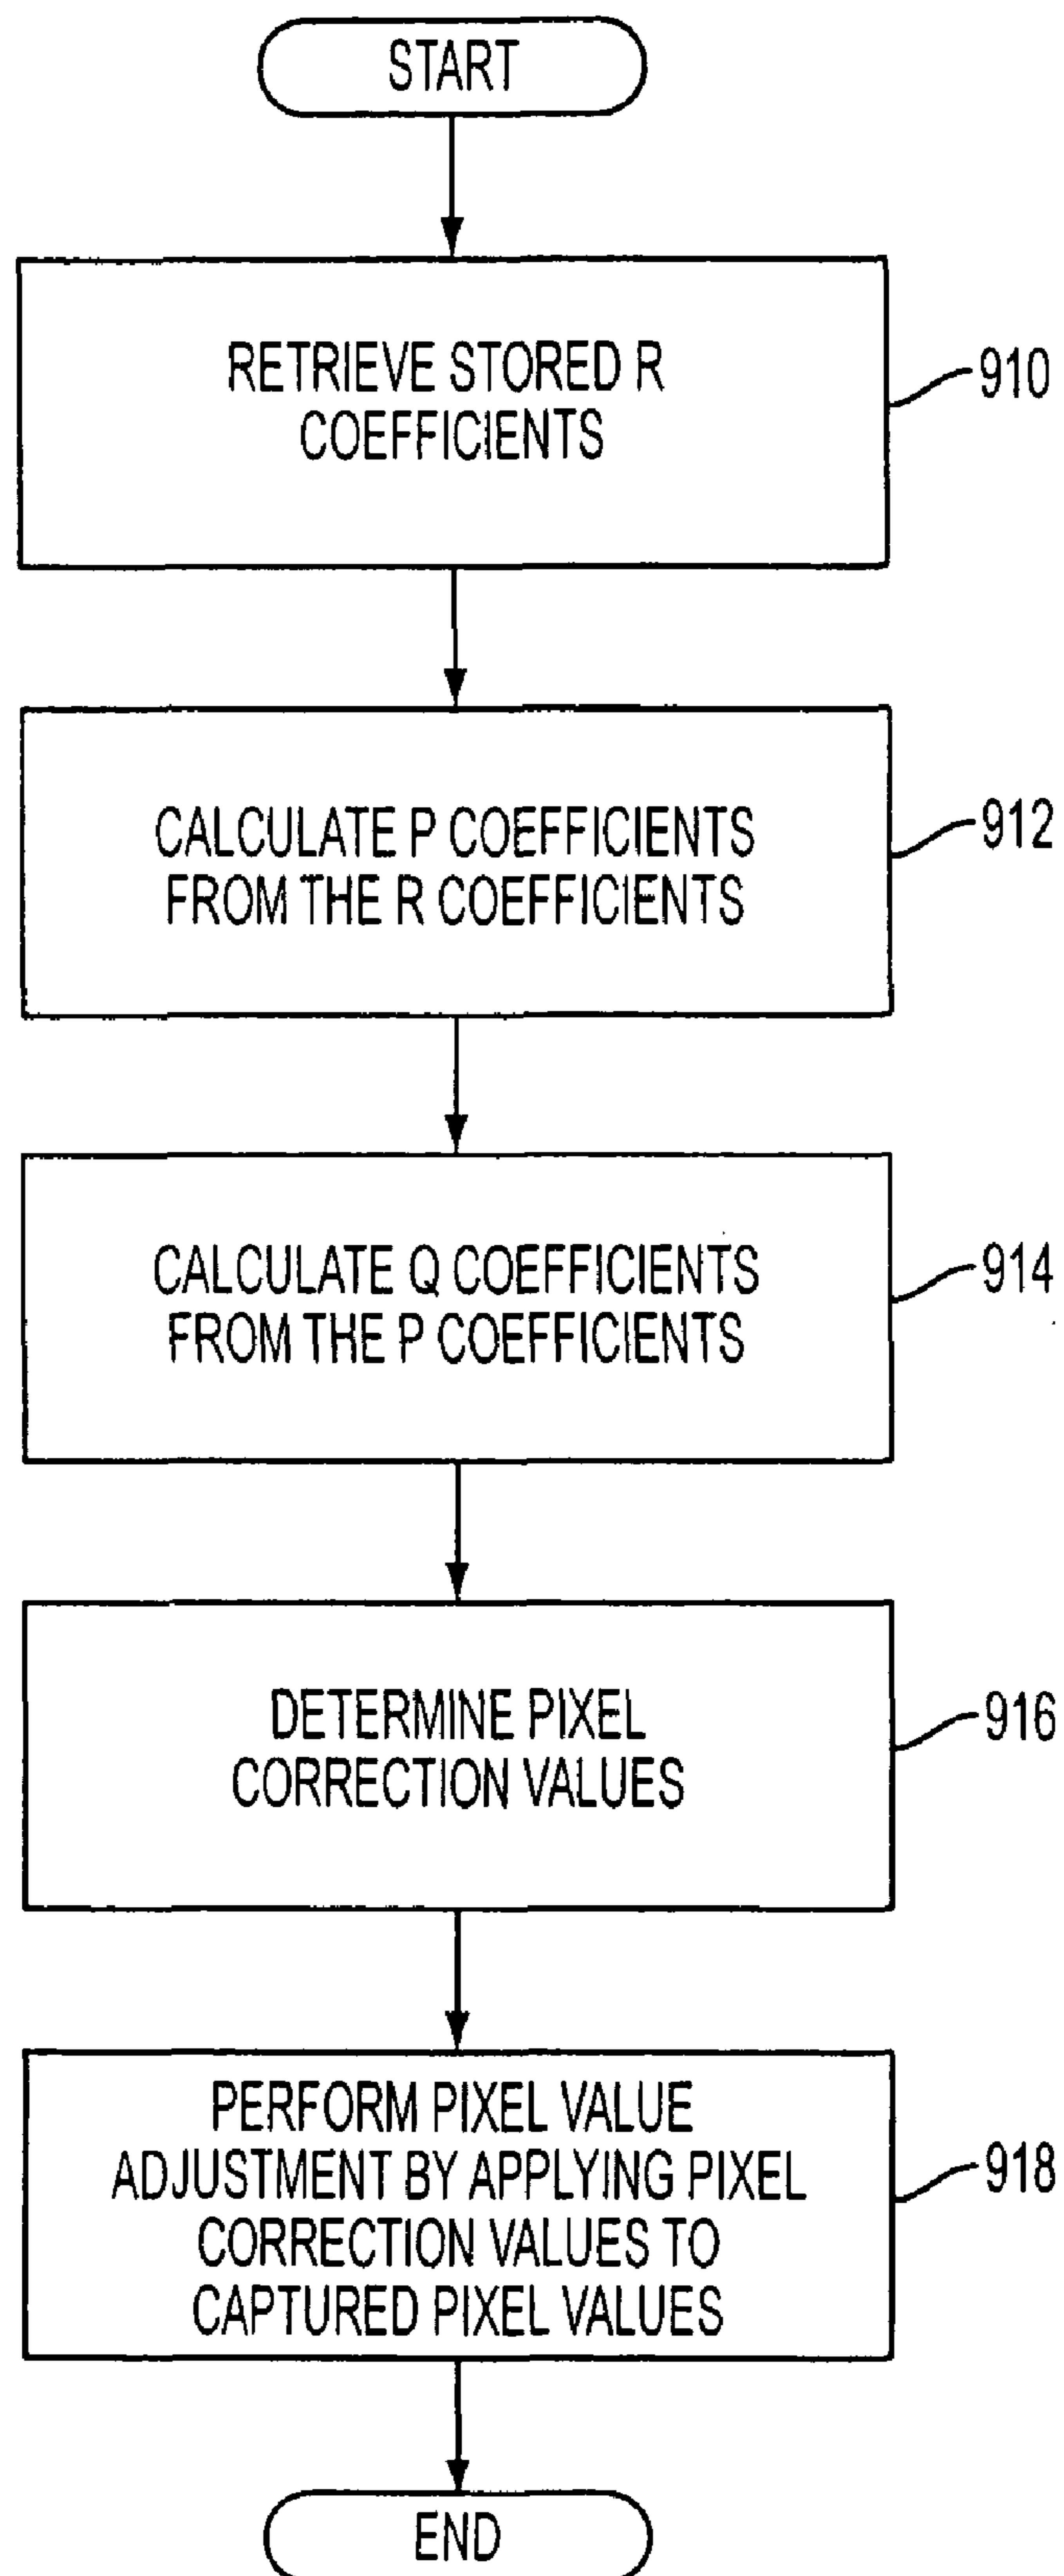 START
RETRIEVE STORED R
COEFFICIENTS
910
CALCULATE P COEFFICIENTS
FROM THE R COEFFICIENTS
912
CALCULATE Q COEFFICIENTS
FROM THE P COEFFICIENTS
914
DETERMINE PIXEL
CORRECTION VALUES
916
PERFORM PIXEL VALUE
ADJUSTMENT BY APPLYING PIXEL
CORRECTION VALUES TO
CAPTURED PIXEL VALUES
918
END